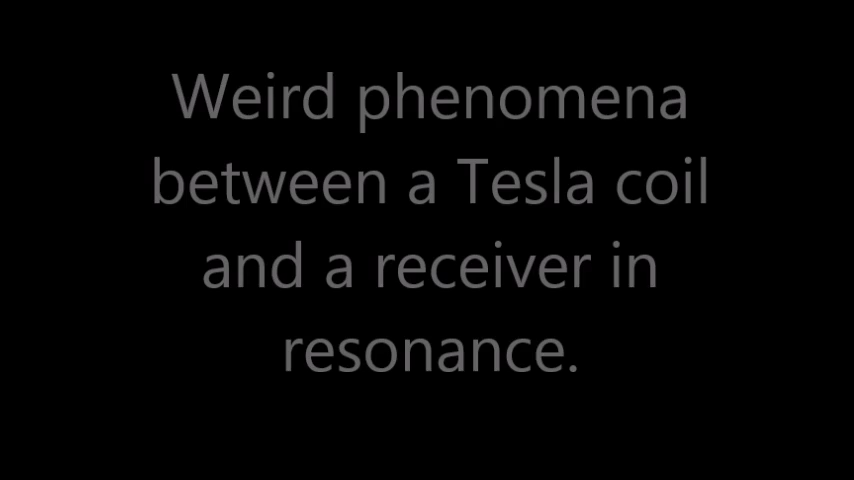 Weird phenomena
between a Tesla coil
and a receiver in
resonance.